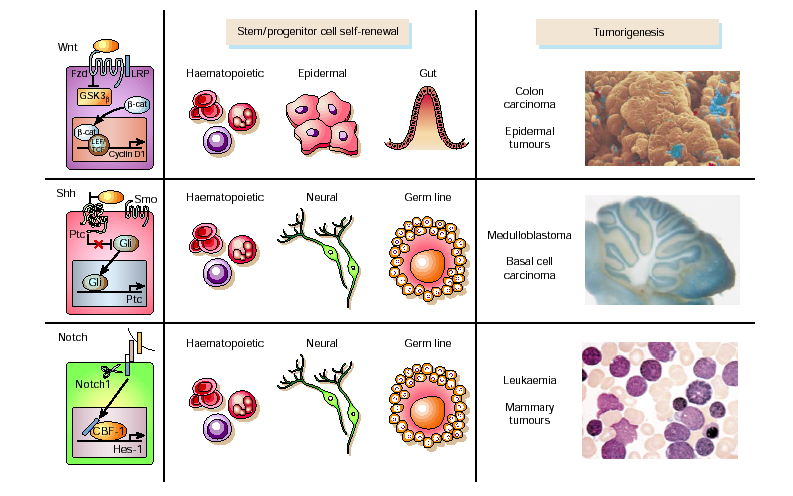 Stem/progenitor cell self-renewal
Tumorigenesis
Wnt
Fzd
LRP
GSK3β
β-cat
β-cat
LEF/
TCF
Cyclin D1
Haematopoietic
Epidermal
Gut
Colon
carcinoma
Epidermal
tumours
Shh
Smo
Ptc
Gli
Gli
Ptc
Haematopoietic
Neural
Germ line
Medulloblastoma
Basal cell
carcinoma
Notch
Notch1
CBF-1
Hes-1
Haematopoietic
Neural
Germ line
Leukaemia
Mammary
tumours